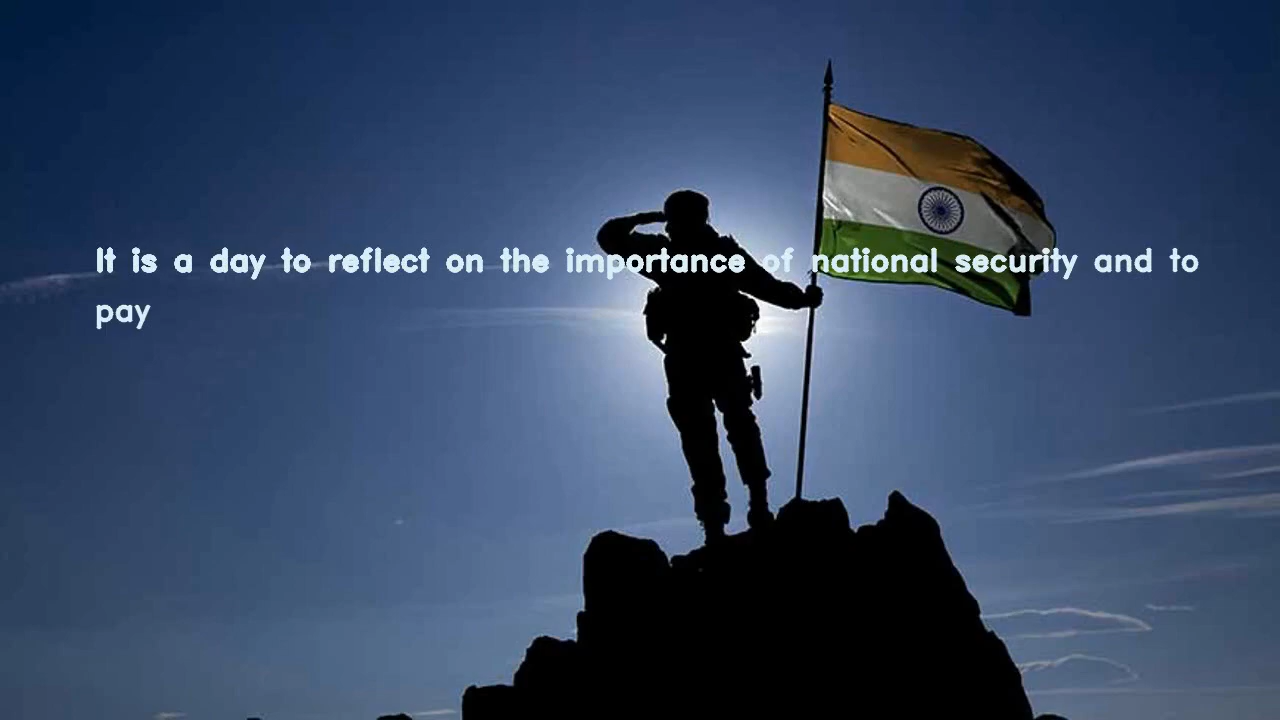 It is a day to reflect on the importance of national security and to
pay